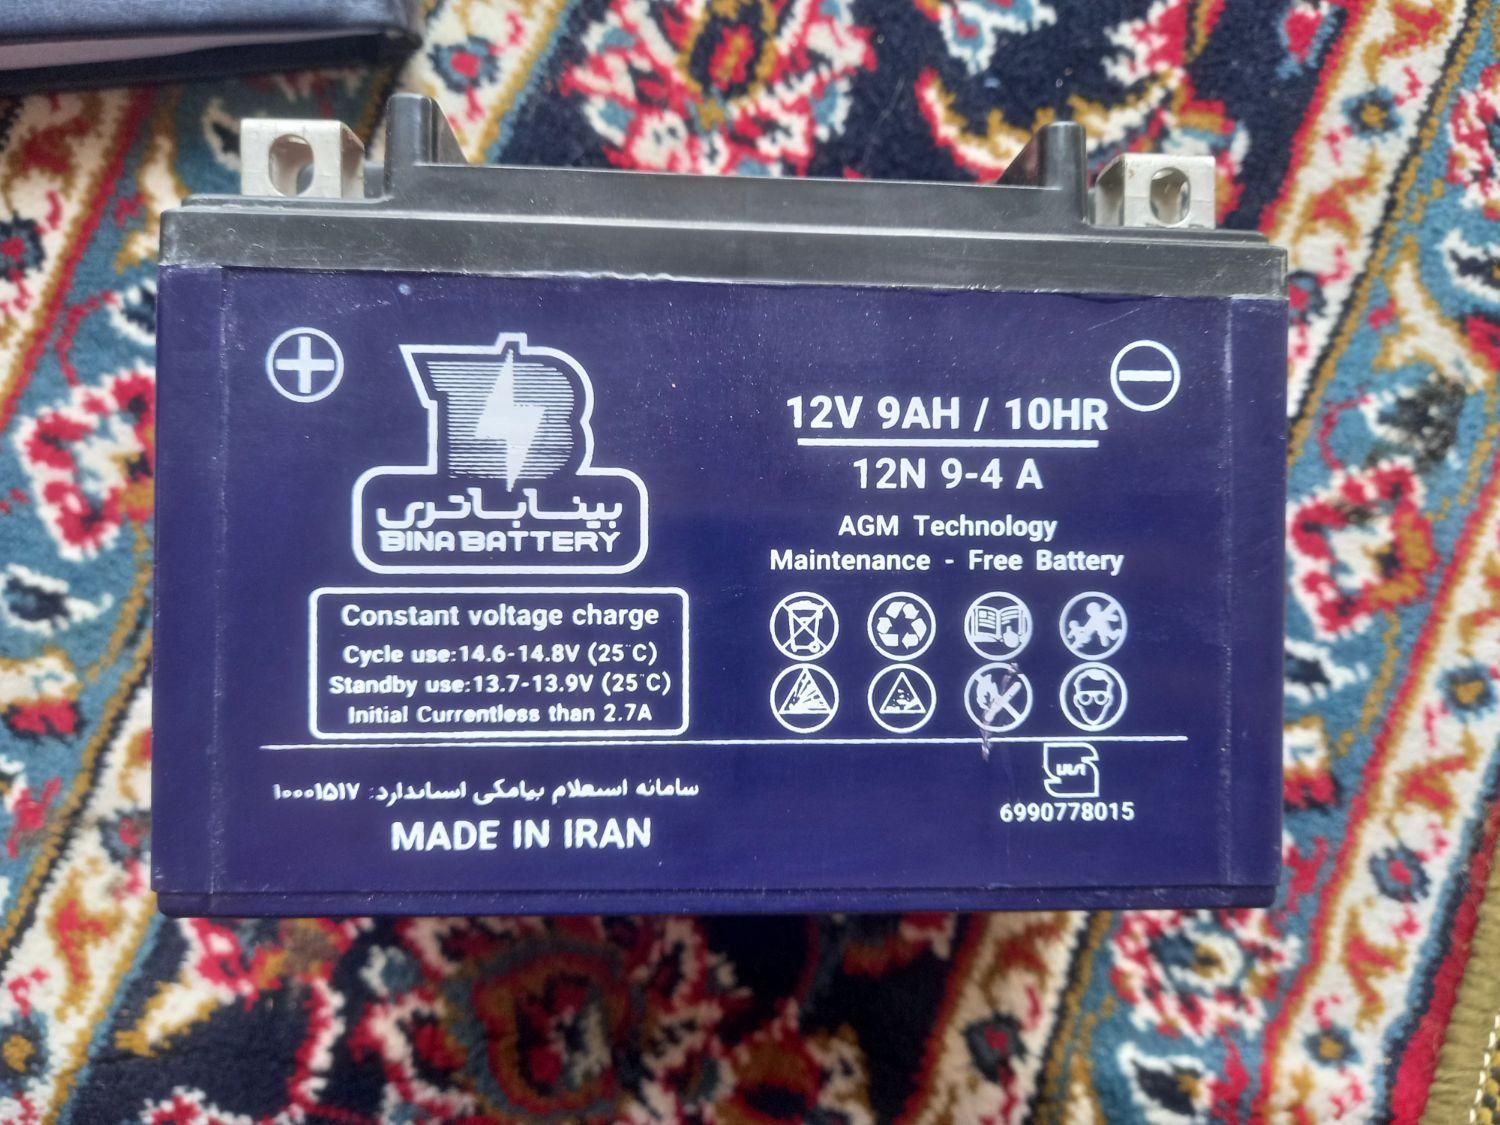 12V 9AH / 10HR
12N 9-4 A
AGM Technology
Maintenance - Free Battery
بینا باتری
BINA BATTERY
Constant voltage charge
Cycle use:14.6-14.8V (25°C)
Standby use:13.7-13.9V (25°C)
Initial Currentless than 2.7A
سامانه استعلام پیامکی استاندارد: ۱۰۰۰۱۵۱۷
MADE IN IRAN
6990778015